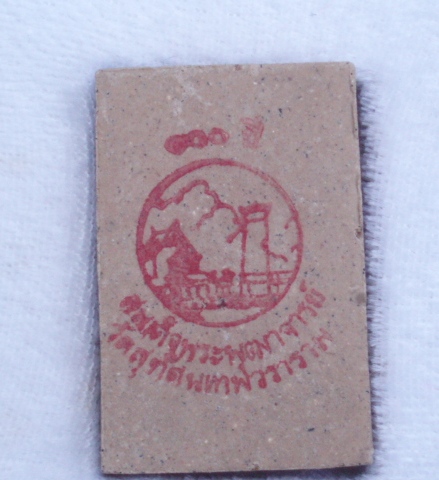 ๑๐๐ ปี
สมเด็จพระพุฒาจารย์
วัดสุทัศนเทพวราราม